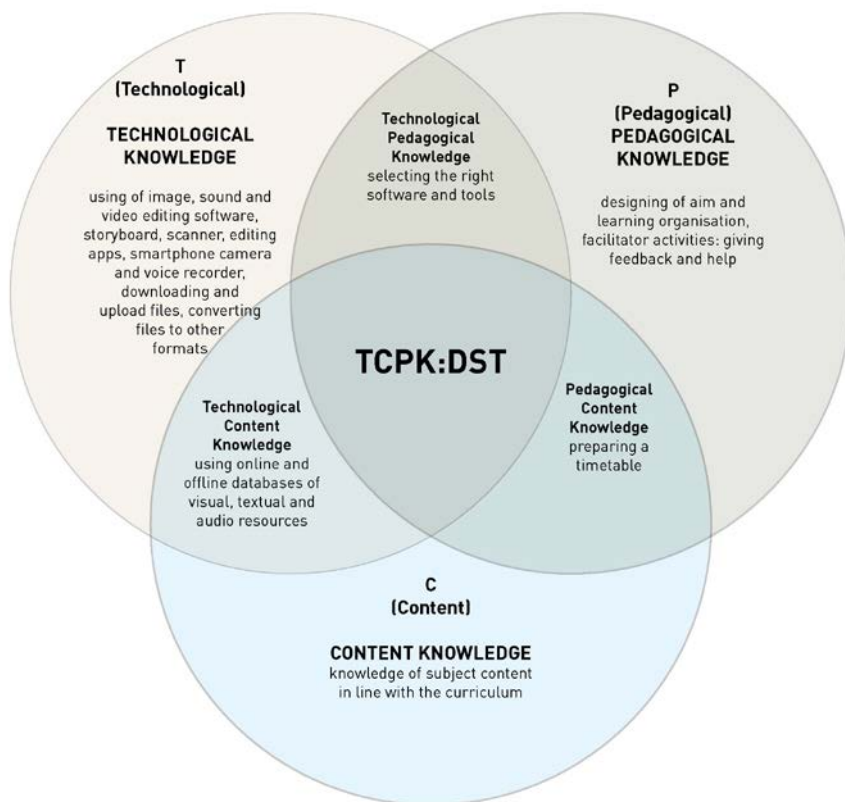 T
(Technological)
TECHNOLOGICAL
KNOWLEDGE
using of image, sound and
video editing software,
storyboard, scanner, editing
apps, smartphone camera
and voice recorder,
downloading and
upload files, converting
files to other
formats
Technological
Pedagogical
Knowledge
selecting the right
software and tools
P
(Pedagogical)
PEDAGOGICAL
KNOWLEDGE
designing of aim and
learning organisation,
facilitator activities: giving
feedback and help
TCPK:DST
Technological
Content
Knowledge
using online and
offline databases of
visual, textual and
audio resources
Pedagogical
Content
Knowledge
preparing a
timetable
C
(Content)
CONTENT KNOWLEDGE
knowledge of subject content
in line with the curriculum